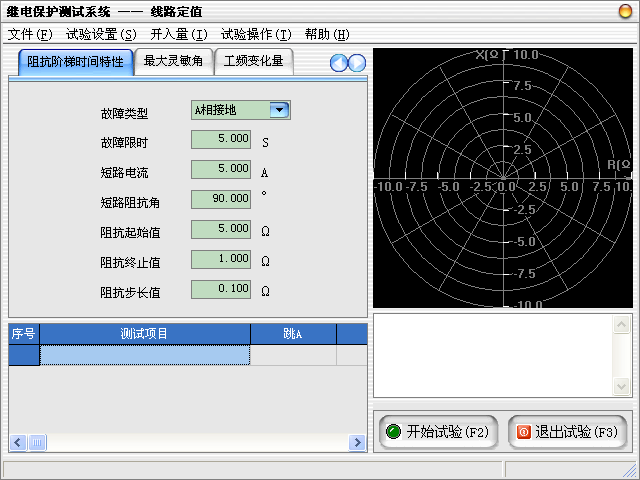 继电保护测试系统 —— 线路定值
文件(F) 试验设置(S) 开入量(I) 试验操作(T) 帮助(H)
阻抗阶梯时间特性 最大灵敏角 工频变化量
故障类型 A相接地
故障限时 5.000 S
短路电流 5.000 A
短路阻抗角 90.000 °
阻抗起始值 5.000 Ω
阻抗终止值 1.000 Ω
阻抗步长值 0.100 Ω
序号 测试项目 跳A
X(Ω 10.0
7.5
5.0
2.5
R(Ω
-10.0 -7.5 -5.0 -2.5 0.0 2.5 5.0 7.5 10.
-2.5
-5.0
-7.5
-10.0
开始试验(F2) 退出试验(F3)